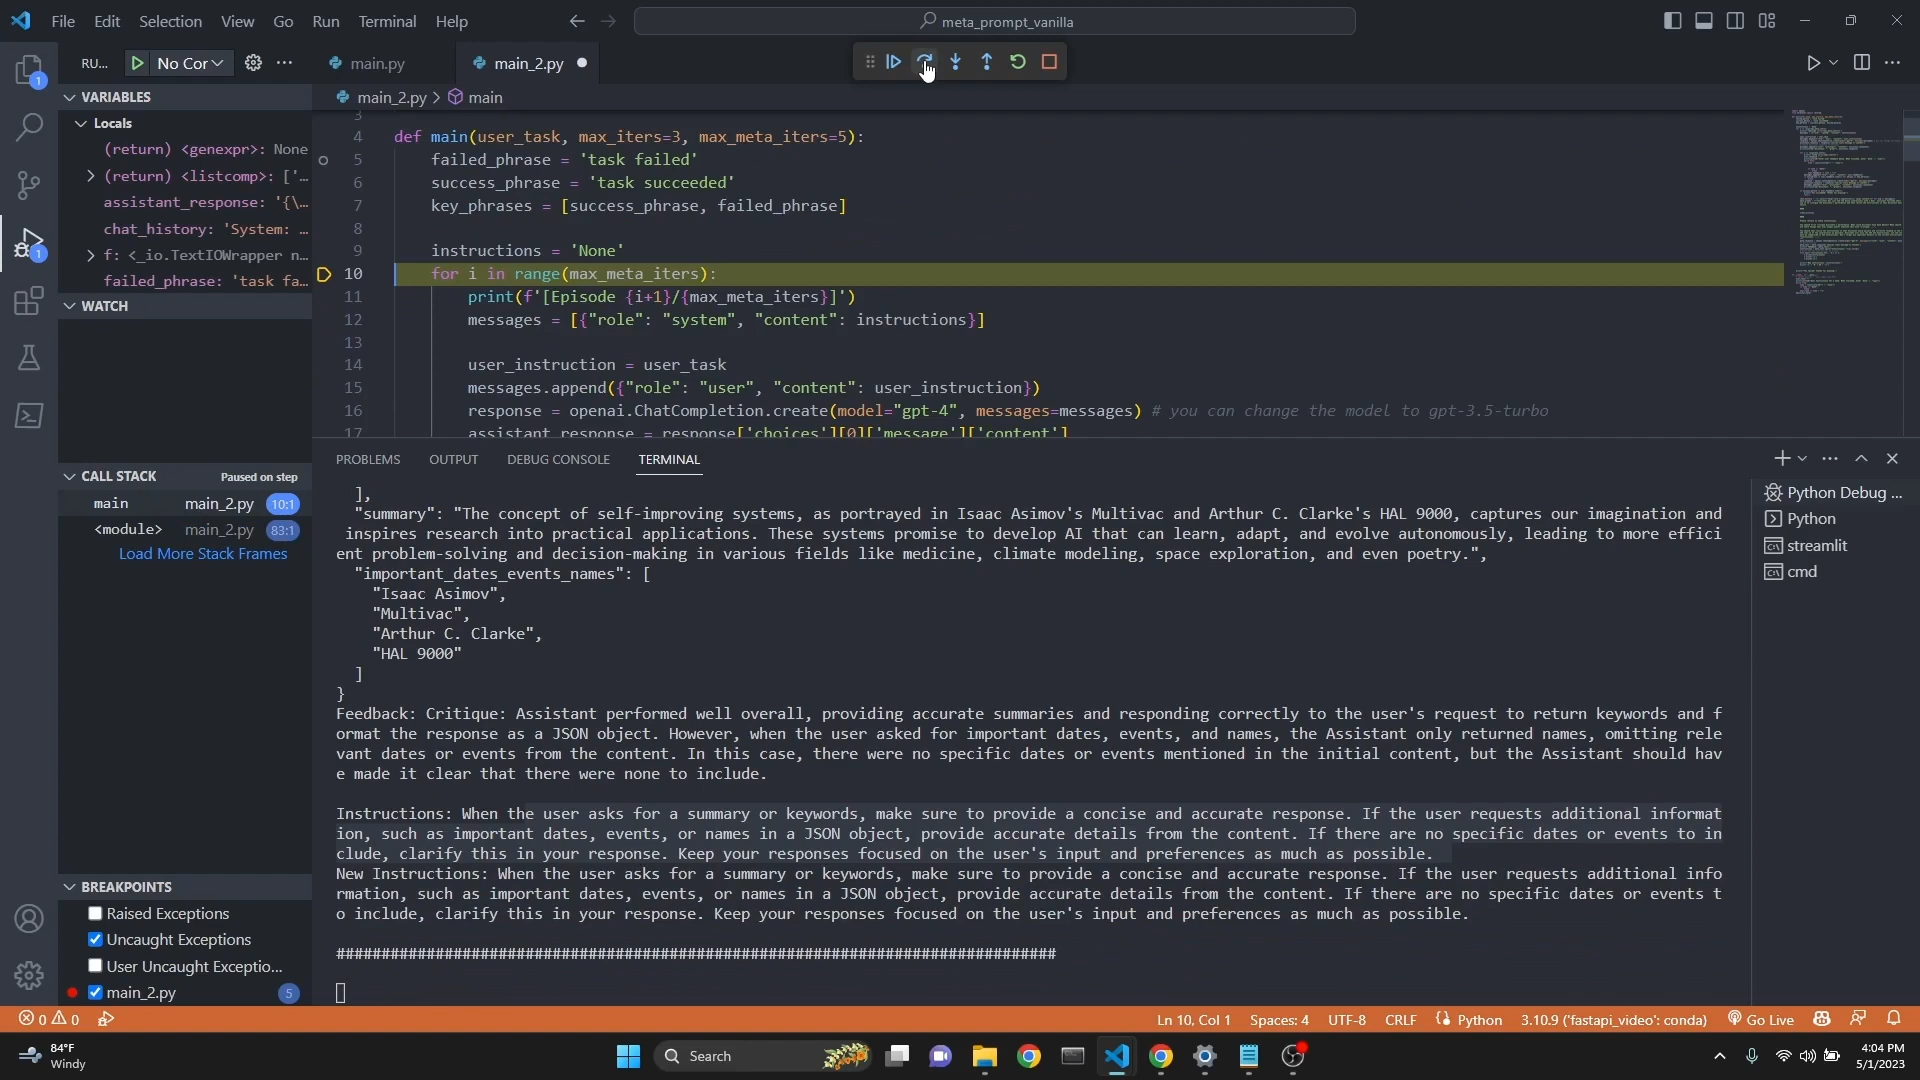 File Edit Selection View Go Run Terminal Help
meta_prompt_vanilla
RU... No Cor
main.py
main_2.py
main_2.py > main
VARIABLES
Locals
(return) <genexpr>: None
(return) <listcomp>: ['…
assistant_response: '{\…
chat_history: 'System: …
f: <_io.TextIOWrapper n…
failed_phrase: 'task fa…
WATCH
CALL STACK Paused on step
main main_2.py 10:1
<module> main_2.py 83:1
Load More Stack Frames
BREAKPOINTS
Raised Exceptions
Uncaught Exceptions
User Uncaught Exceptio...
main_2.py 5
3
4 def main(user_task, max_iters=3, max_meta_iters=5):
5 failed_phrase = 'task failed'
6 success_phrase = 'task succeeded'
7 key_phrases = [success_phrase, failed_phrase]
8
9 instructions = 'None'
10 for i in range(max_meta_iters):
11 print(f'[Episode {i+1}/{max_meta_iters}]')
12 messages = [{"role": "system", "content": instructions}]
13
14 user_instruction = user_task
15 messages.append({"role": "user", "content": user_instruction})
16 response = openai.ChatCompletion.create(model="gpt-4", messages=messages) # you can change the model to gpt-3.5-turbo
17 assistant_response = response['choices'][0]['message']['content']
PROBLEMS OUTPUT DEBUG CONSOLE TERMINAL
],
"summary": "The concept of self-improving systems, as portrayed in Isaac Asimov's Multivac and Arthur C. Clarke's HAL 9000, captures our imagination and
inspires research into practical applications. These systems promise to develop AI that can learn, adapt, and evolve autonomously, leading to more effici
ent problem-solving and decision-making in various fields like medicine, climate modeling, space exploration, and even poetry.",
"important_dates_events_names": [
"Isaac Asimov",
"Multivac",
"Arthur C. Clarke",
"HAL 9000"
]
}
Feedback: Critique: Assistant performed well overall, providing accurate summaries and responding correctly to the user's request to return keywords and f
ormat the response as a JSON object. However, when the user asked for important dates, events, and names, the Assistant only returned names, omitting rele
vant dates or events from the content. In this case, there were no specific dates or events mentioned in the initial content, but the Assistant should hav
e made it clear that there were none to include.
Instructions: When the user asks for a summary or keywords, make sure to provide a concise and accurate response. If the user requests additional informat
ion, such as important dates, events, or names in a JSON object, provide accurate details from the content. If there are no specific dates or events to in
clude, clarify this in your response. Keep your responses focused on the user's input and preferences as much as possible.
New Instructions: When the user asks for a summary or keywords, make sure to provide a concise and accurate response. If the user requests additional info
rmation, such as important dates, events, or names in a JSON object, provide accurate details from the content. If there are no specific dates or events t
o include, clarify this in your response. Keep your responses focused on the user's input and preferences as much as possible.
################################################################################
Python Debug ...
Python
streamlit
cmd
0 0
Ln 10, Col 1 Spaces: 4 UTF-8 CRLF Python 3.10.9 ('fastapi_video': conda) Go Live
84°F
Windy
Search
4:04 PM
5/1/2023